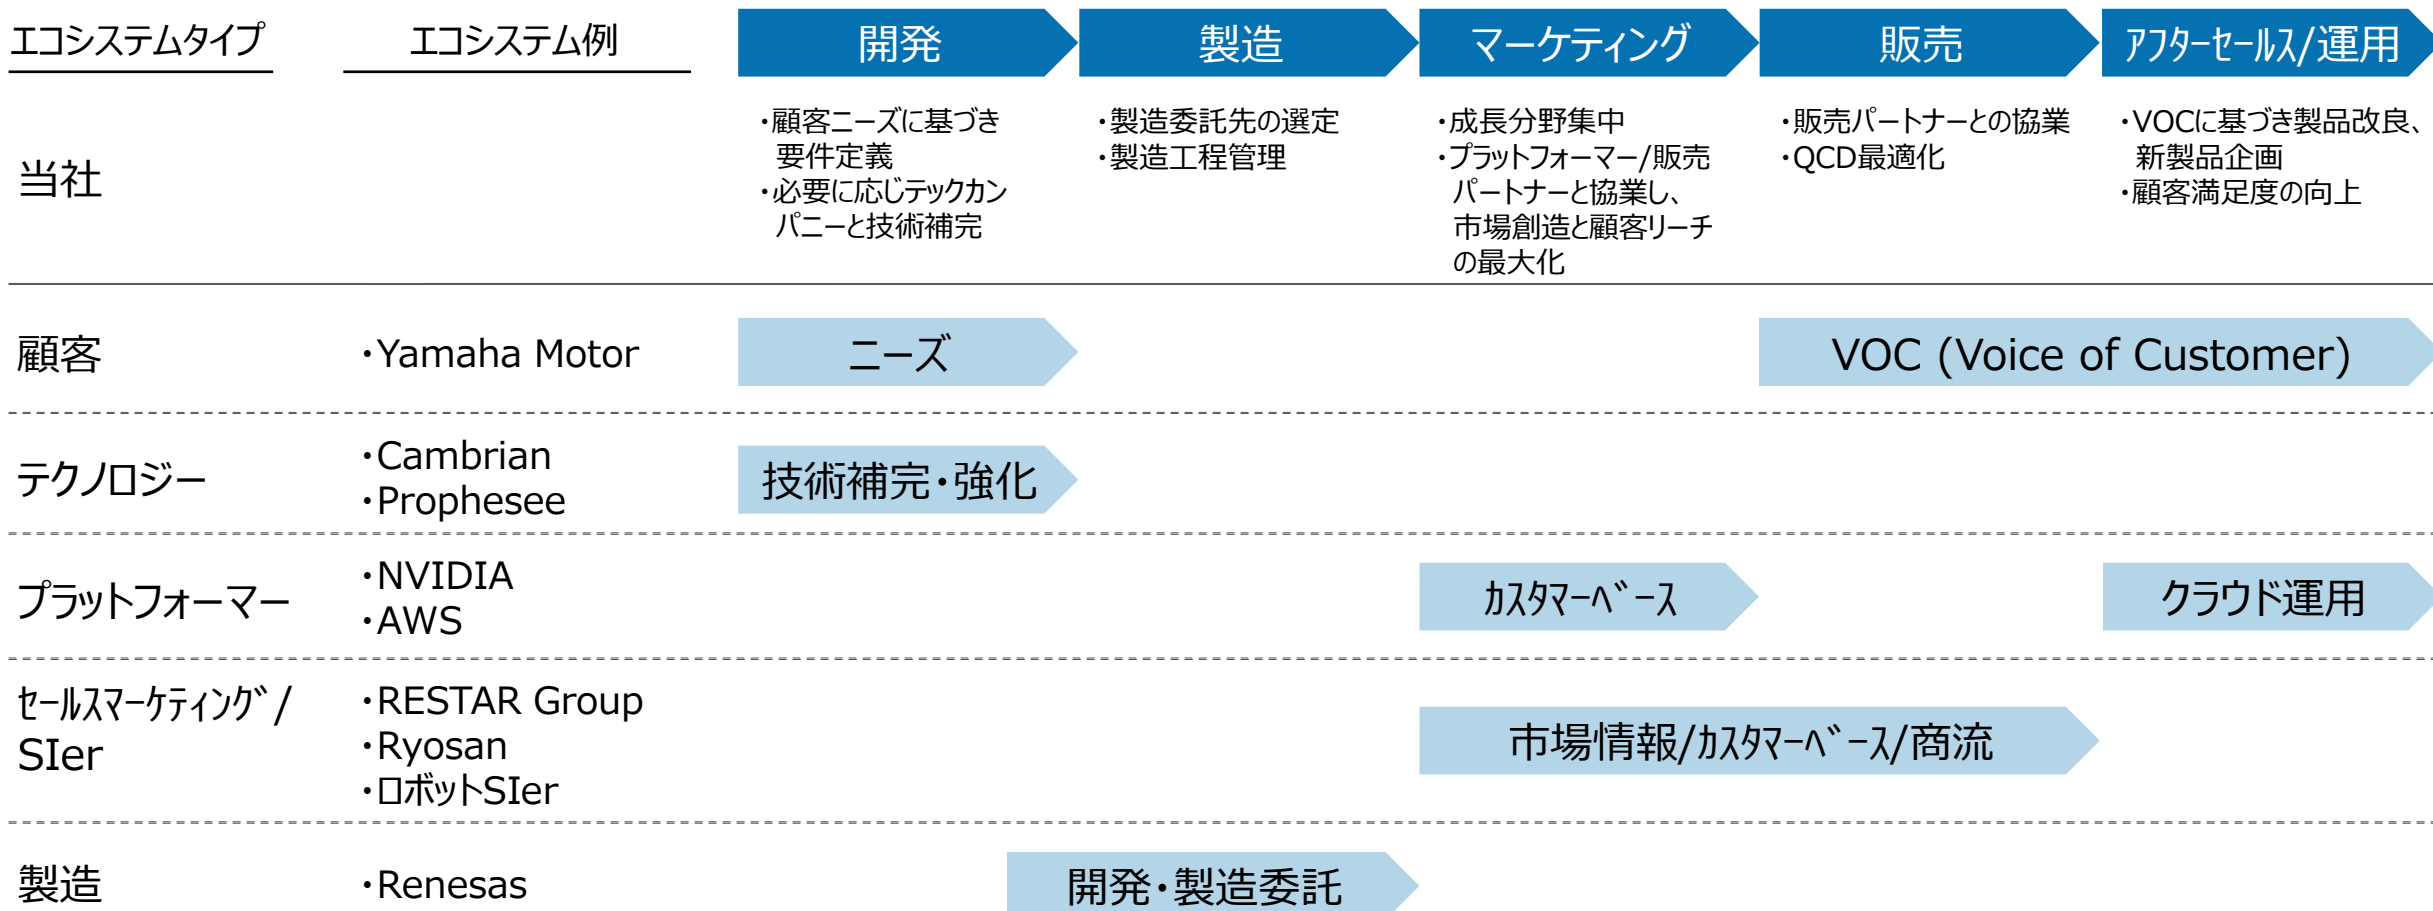 エコシステムタイプ
エコシステム例
開発
製造
マーケティング
販売
ｱﾌﾀｰｾｰﾙｽ/運用
当社
・顧客ニーズに基づき
要件定義
・必要に応じテックカン
パニーと技術補完
・製造委託先の選定
・製造工程管理
・成長分野集中
・プラットフォーマー/販売
パートナーと協業し、
市場創造と顧客リーチ
の最大化
・販売パートナーとの協業
・QCD最適化
・VOCに基づき製品改良、
新製品企画
・顧客満足度の向上
顧客
・Yamaha Motor
ニーズ
VOC (Voice of Customer)
テクノロジー
・Cambrian
・Prophesee
技術補完・強化
プラットフォーマー
・NVIDIA
・AWS
ｶｽﾀﾏｰﾍﾞｰｽ
クラウド運用
ｾｰﾙｽﾏｰｹﾃｨﾝｸﾞ/
SIer
・RESTAR Group
・Ryosan
・ロボットSIer
市場情報/ｶｽﾀﾏｰﾍﾞｰｽ/商流
製造
・Renesas
開発・製造委託